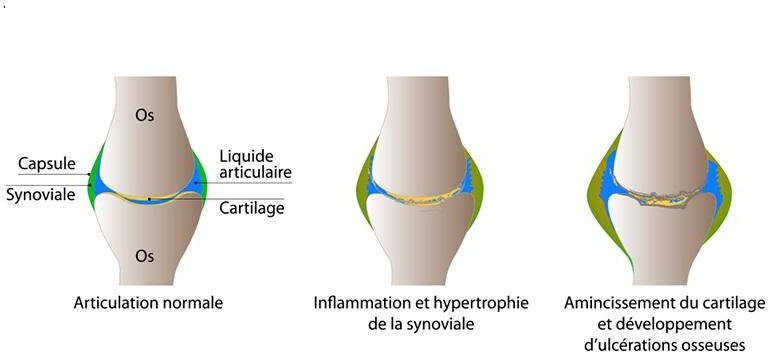 Os
Capsule
Synoviale
Liquide
articulaire
Cartilage
Os
Articulation normale
Inflammation et hypertrophie
de la synoviale
Amincissement du cartilage
et développement
d'ulcérations osseuses